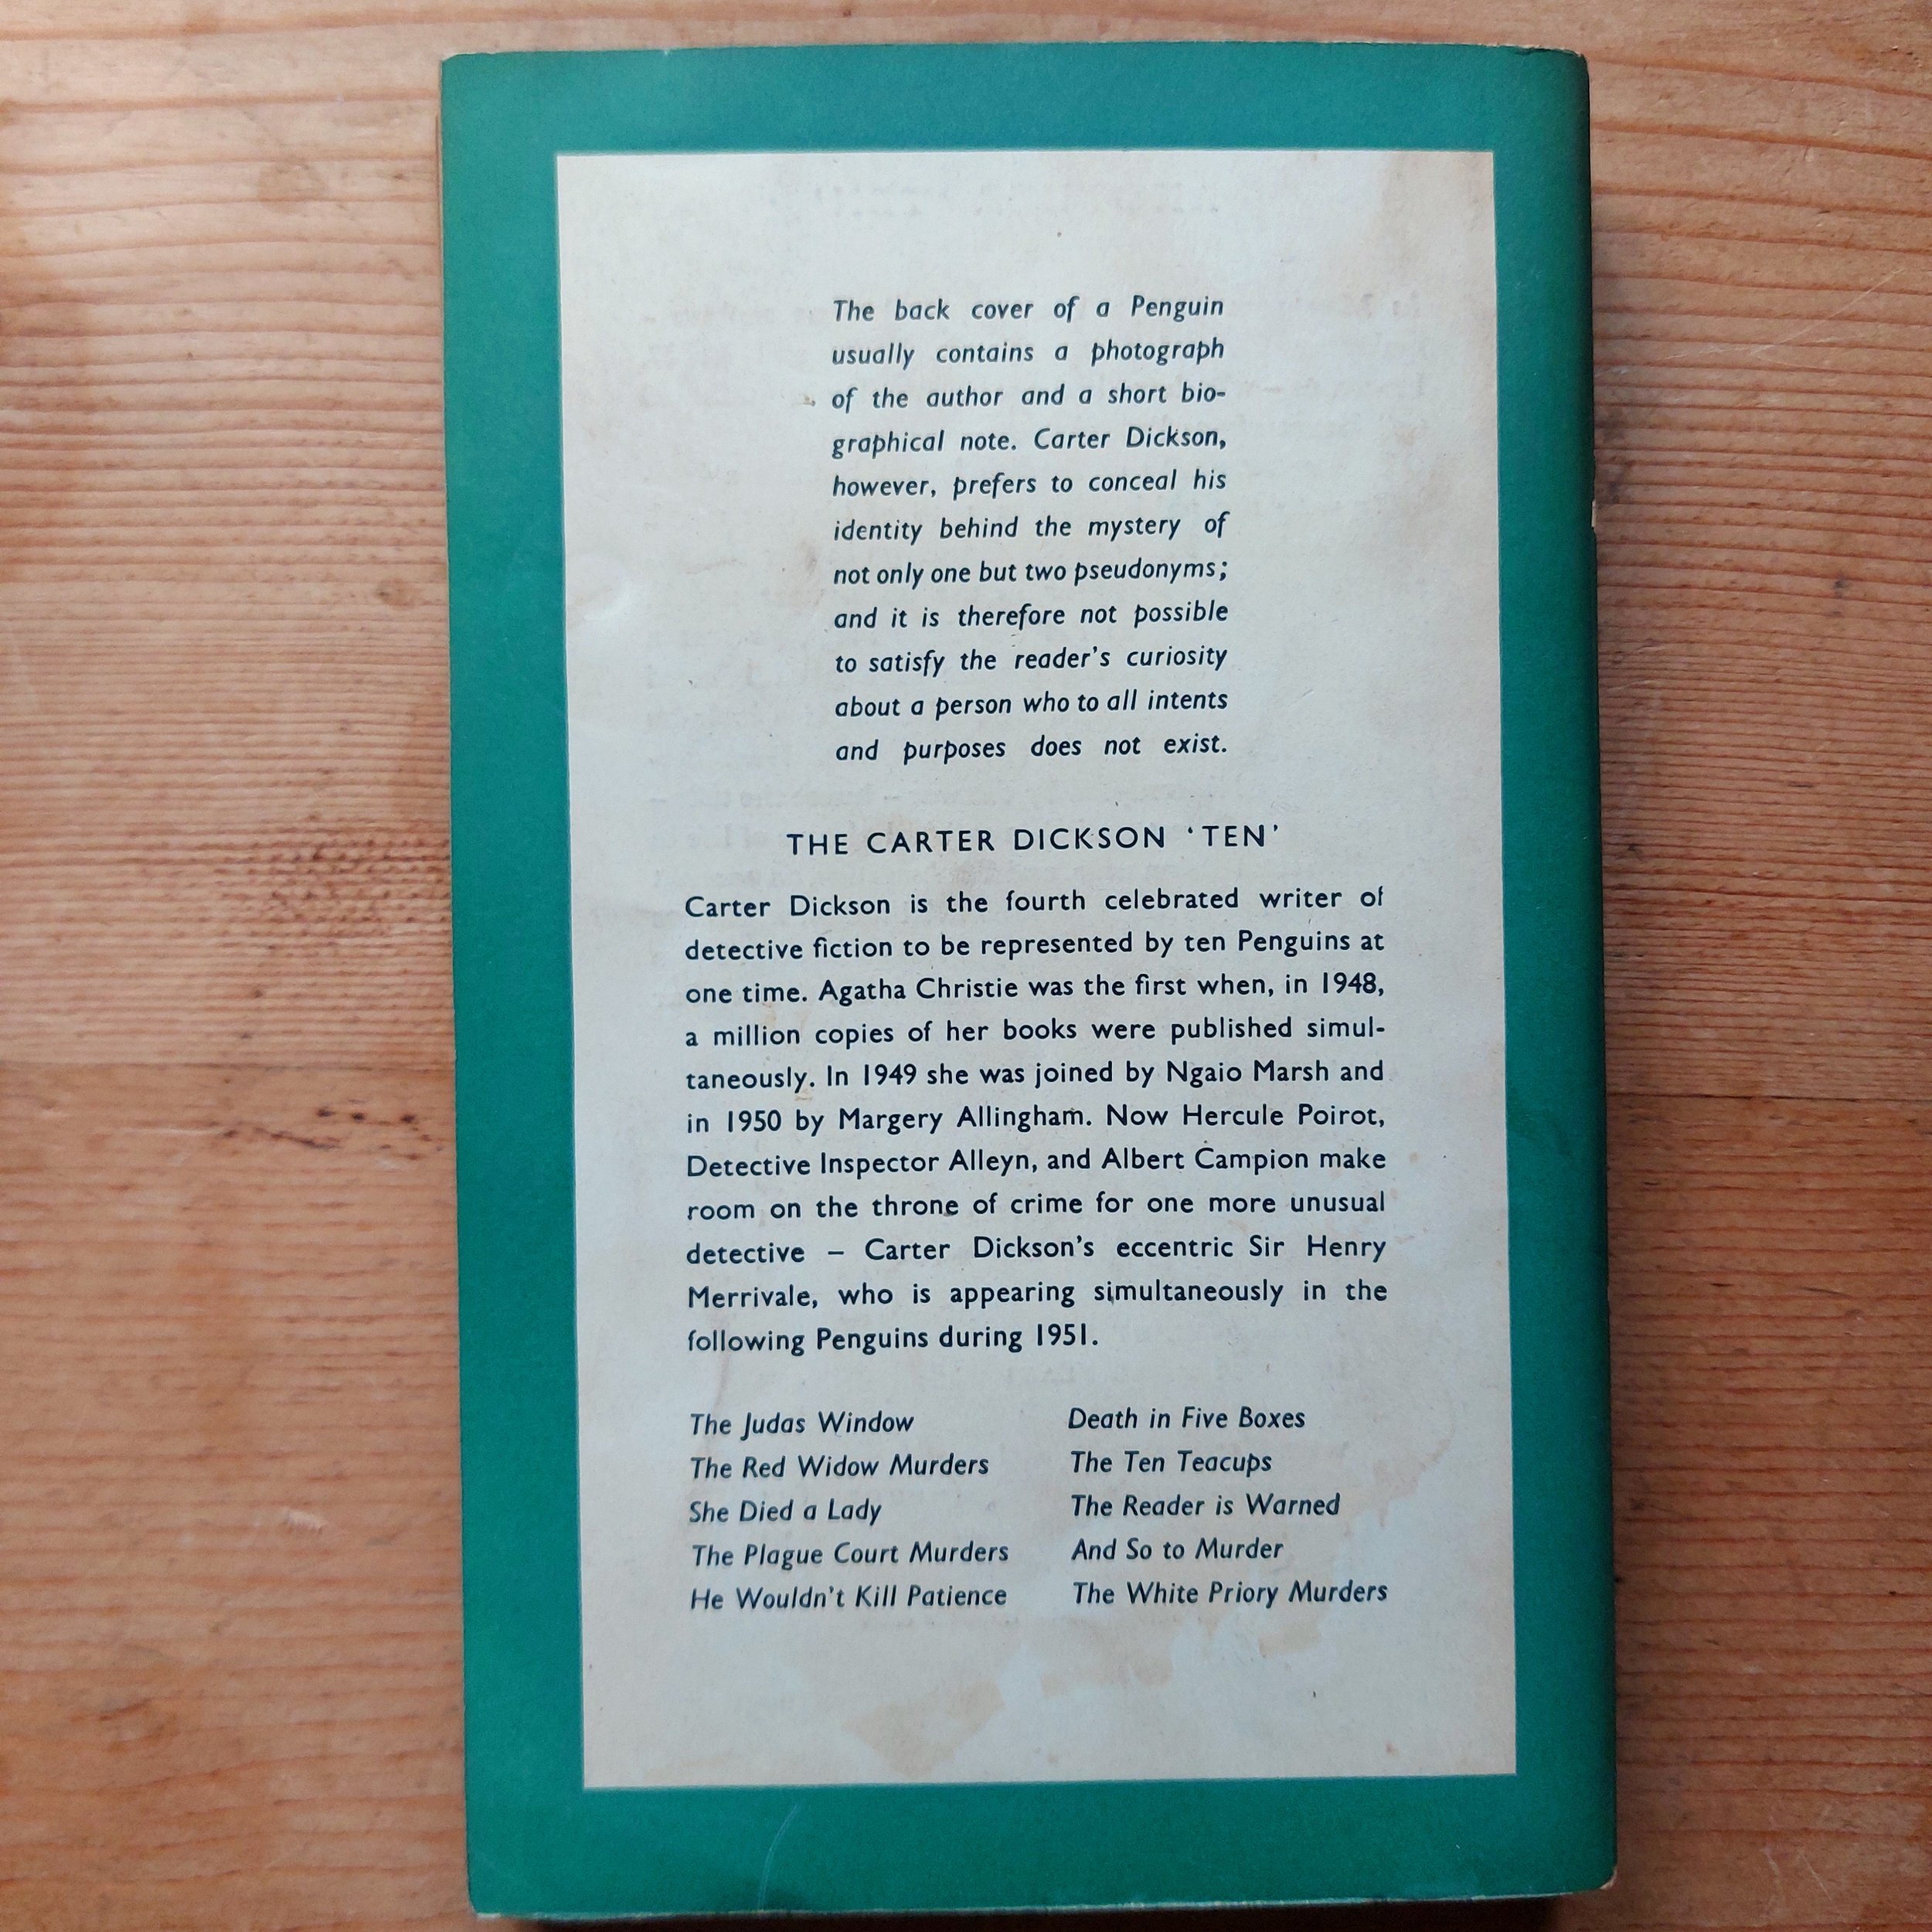 The back cover of a Penguin
usually contains a photograph
of the author and a short bio-
graphical note. Carter Dickson,
however, prefers to conceal his
identity behind the mystery of
not only one but two pseudonyms;
and it is therefore not possible
to satisfy the reader's curiosity
about a person who to all intents
and purposes does not exist.
THE CARTER DICKSON 'TEN'
Carter Dickson is the fourth celebrated writer of
detective fiction to be represented by ten Penguins at
one time. Agatha Christie was the first when, in 1948,
a million copies of her books were published simul-
taneously. In 1949 she was joined by Ngaio Marsh and
in 1950 by Margery Allingham. Now Hercule Poirot,
Detective Inspector Alleyn, and Albert Campion make
room on the throne of crime for one more unusual
detective – Carter Dickson's eccentric Sir Henry
Merrivale, who is appearing simultaneously in the
following Penguins during 1951.
The Judas Window
The Red Widow Murders
She Died a Lady
The Plague Court Murders
He Wouldn't Kill Patience
Death in Five Boxes
The Ten Teacups
The Reader is Warned
And So to Murder
The White Priory Murders